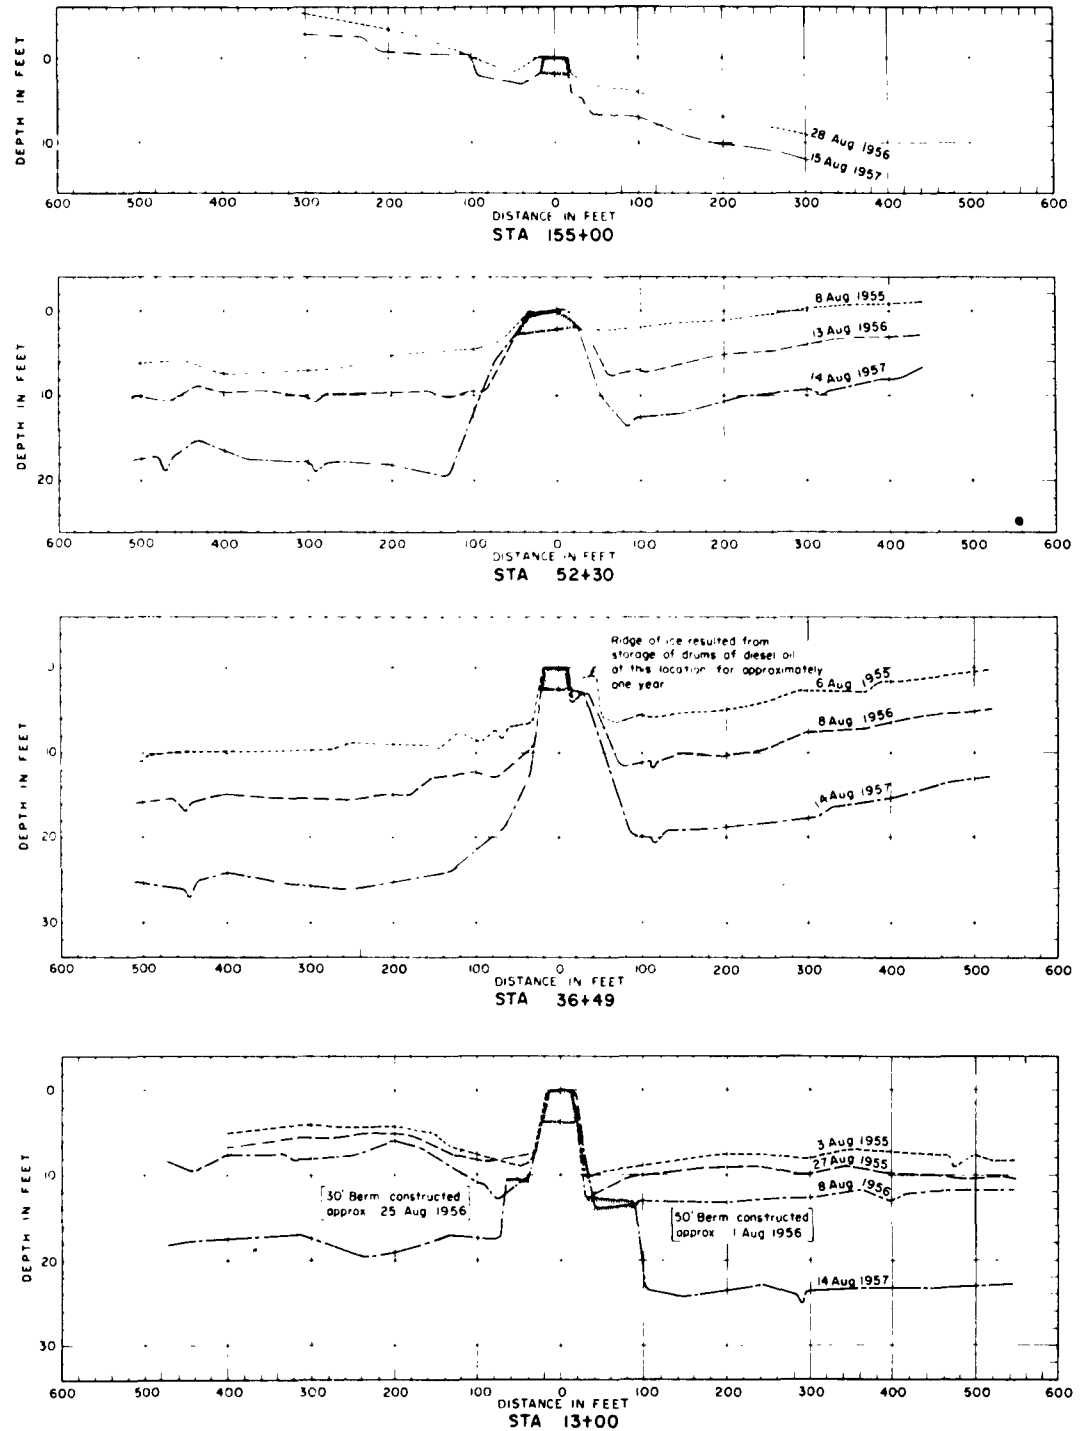 DEPTH IN FEET
0
10
28 Aug 1956
15 Aug 1957
600 500 400 300 200 100 0 100 200 300 400 500 600
DISTANCE IN FEET
STA 155+00
DEPTH IN FEET
0
10
20
8 Aug 1955
13 Aug 1956
14 Aug 1957
600 500 400 300 200 100 0 100 200 300 400 500 600
DISTANCE IN FEET
STA 52+30
DEPTH IN FEET
0
10
20
30
Ridge of ice resulted from
storage of drums of diesel oil
at this location for approximately
one year
6 Aug 1955
8 Aug 1956
14 Aug 1957
600 500 400 300 200 100 0 100 200 300 400 500 600
DISTANCE IN FEET
STA 36+49
DEPTH IN FEET
0
10
20
30
3 Aug 1955
27 Aug 1955
8 Aug 1956
[30' Berm constructed
approx 25 Aug 1956]
[50' Berm constructed
approx 1 Aug 1956]
14 Aug 1957
600 500 400 300 200 100 0 100 200 300 400 500 600
DISTANCE IN FEET
STA 13+00